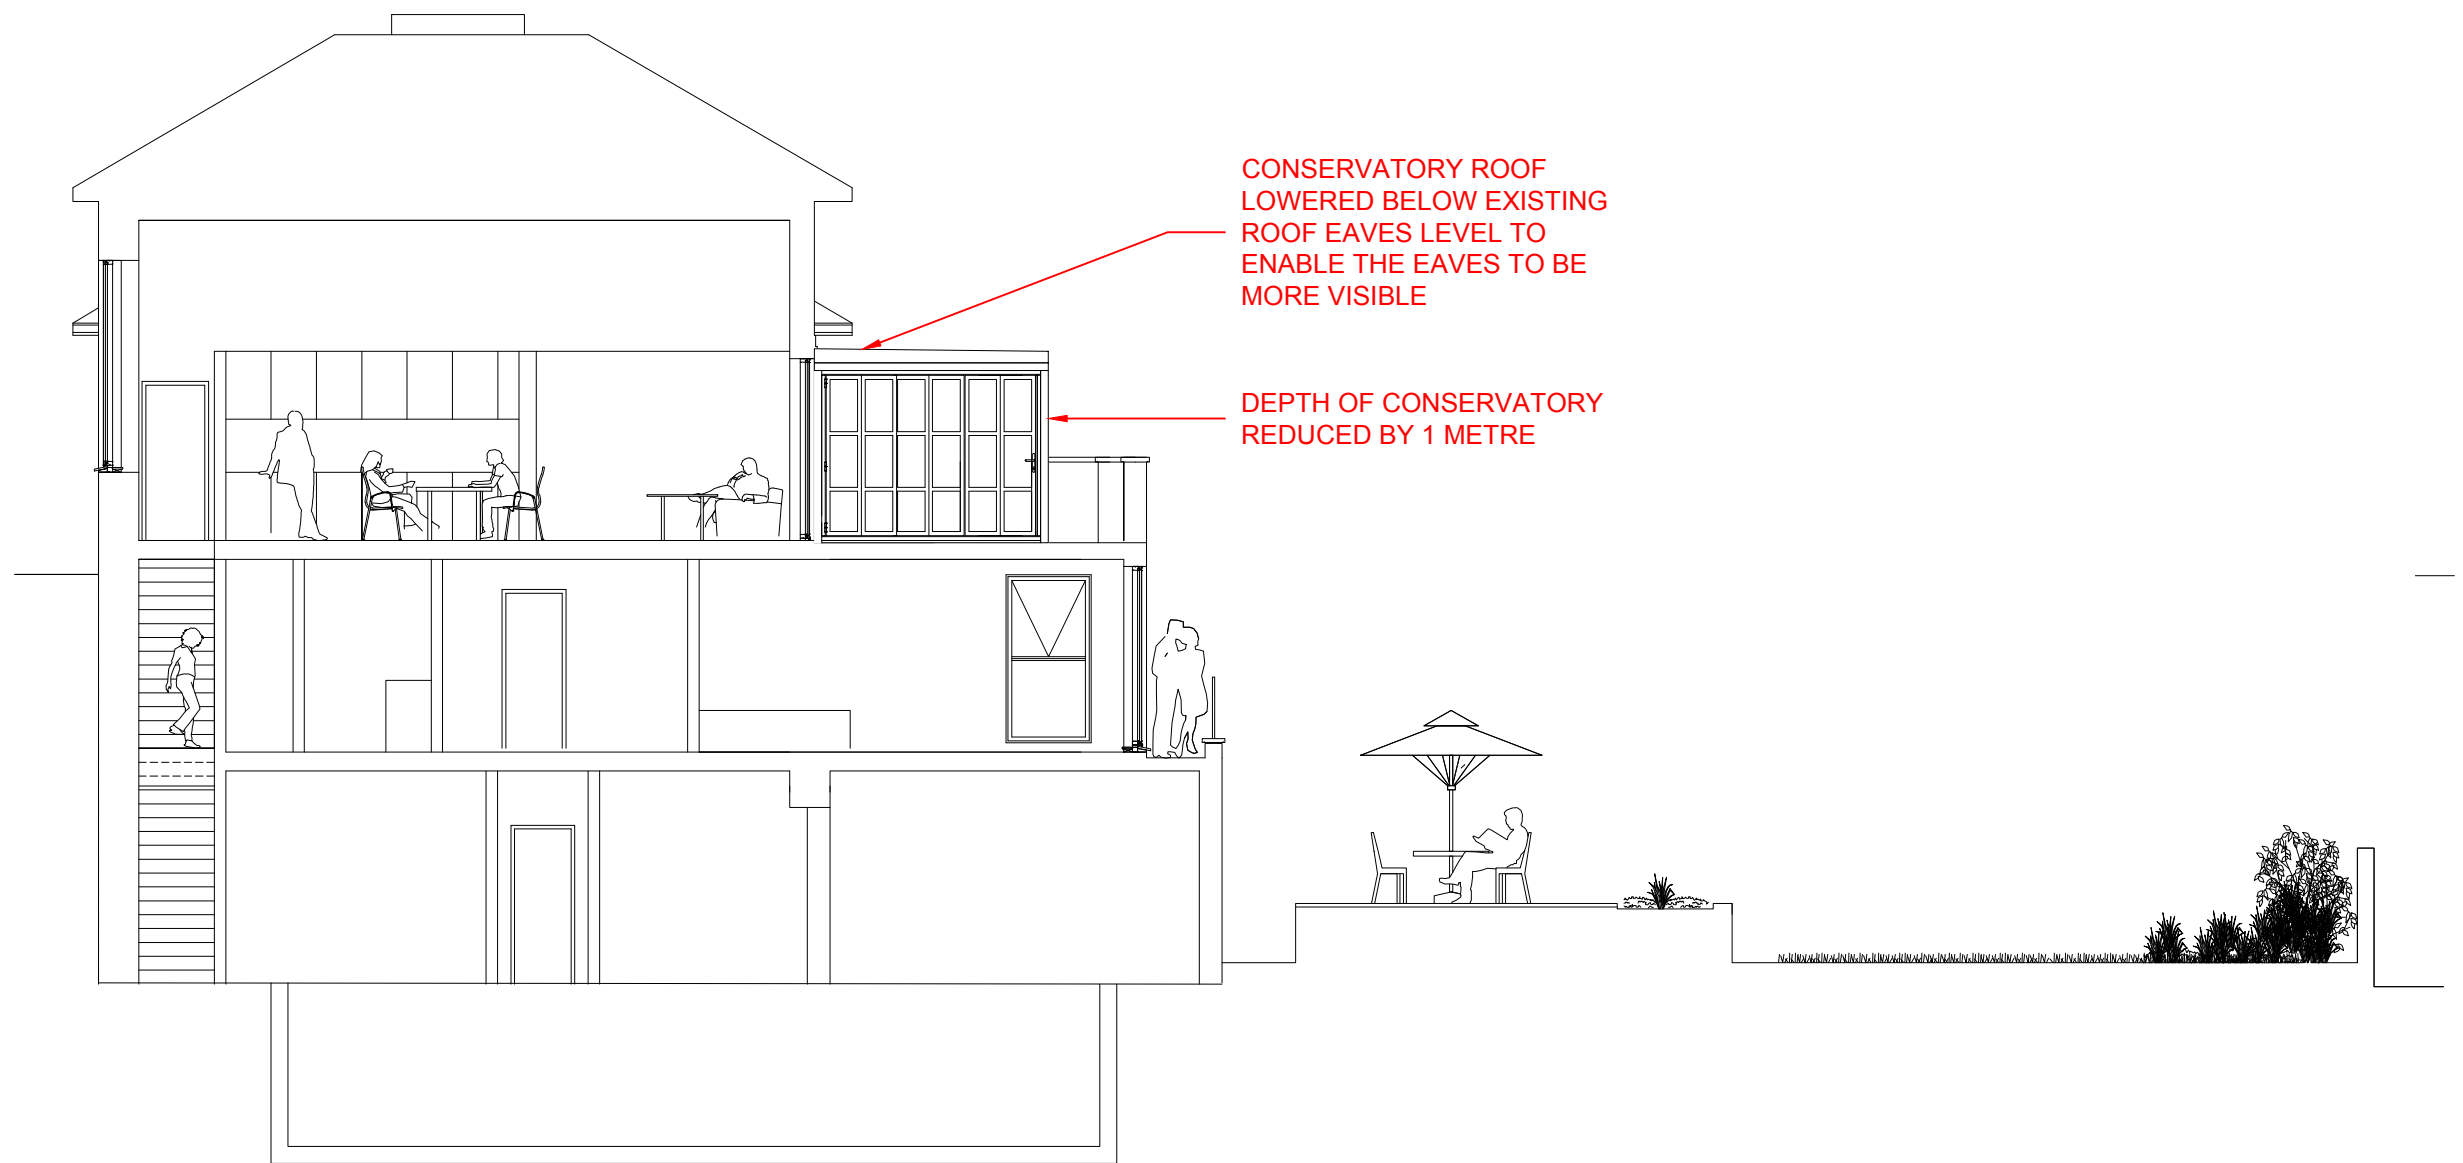 CONSERVATORY ROOF
LOWERED BELOW EXISTING
ROOF EAVES LEVEL TO
ENABLE THE EAVES TO BE
MORE VISIBLE
DEPTH OF CONSERVATORY
REDUCED BY 1 METRE